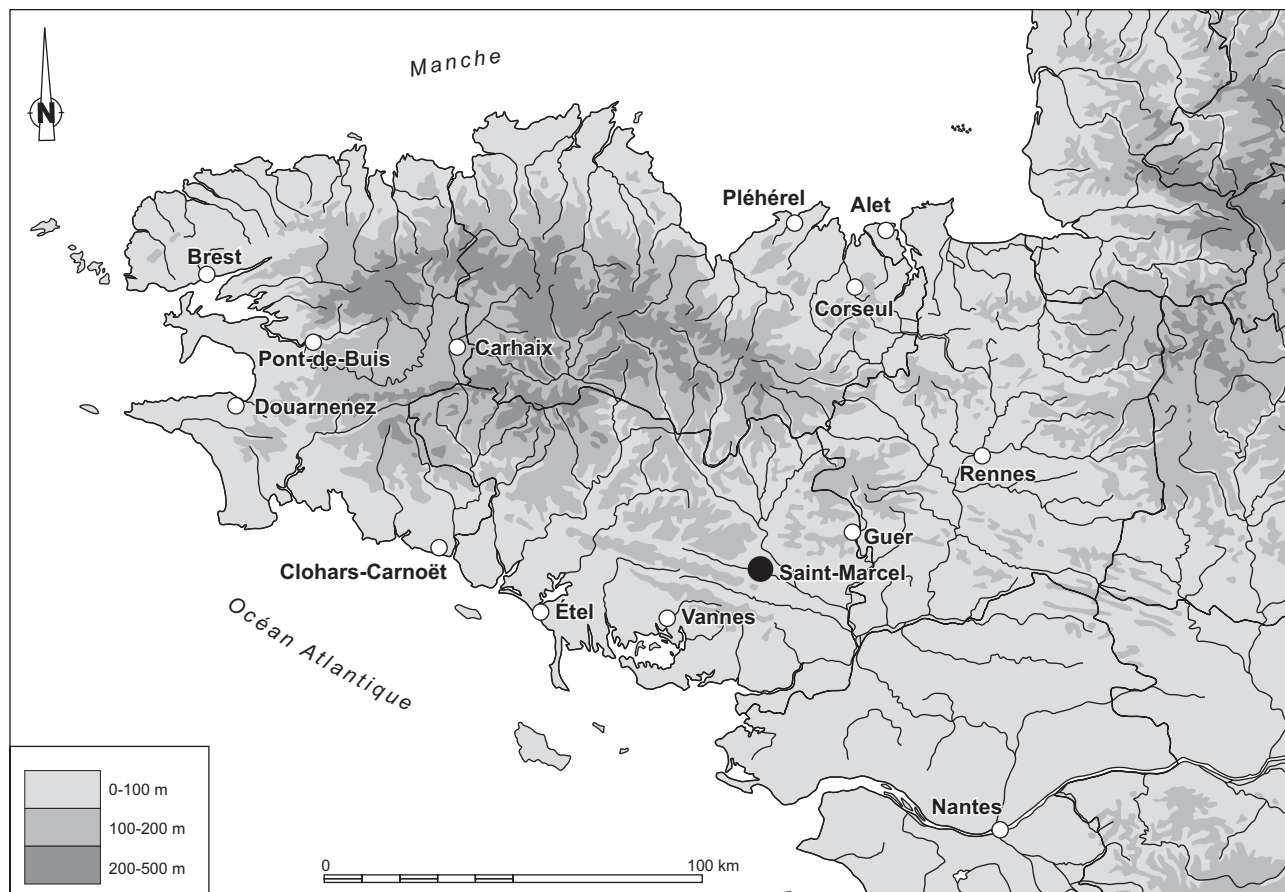 Manche
N
Pléhérel
Alet
Brest
Corseul
Pont-de-Buis
Carhaix
Douarnenez
Rennes
Guer
Clohars-Carnoët
Saint-Marcel
Étel
Vannes
Océan Atlantique
0-100 m
100-200 m
200-500 m
Nantes
0
100 km